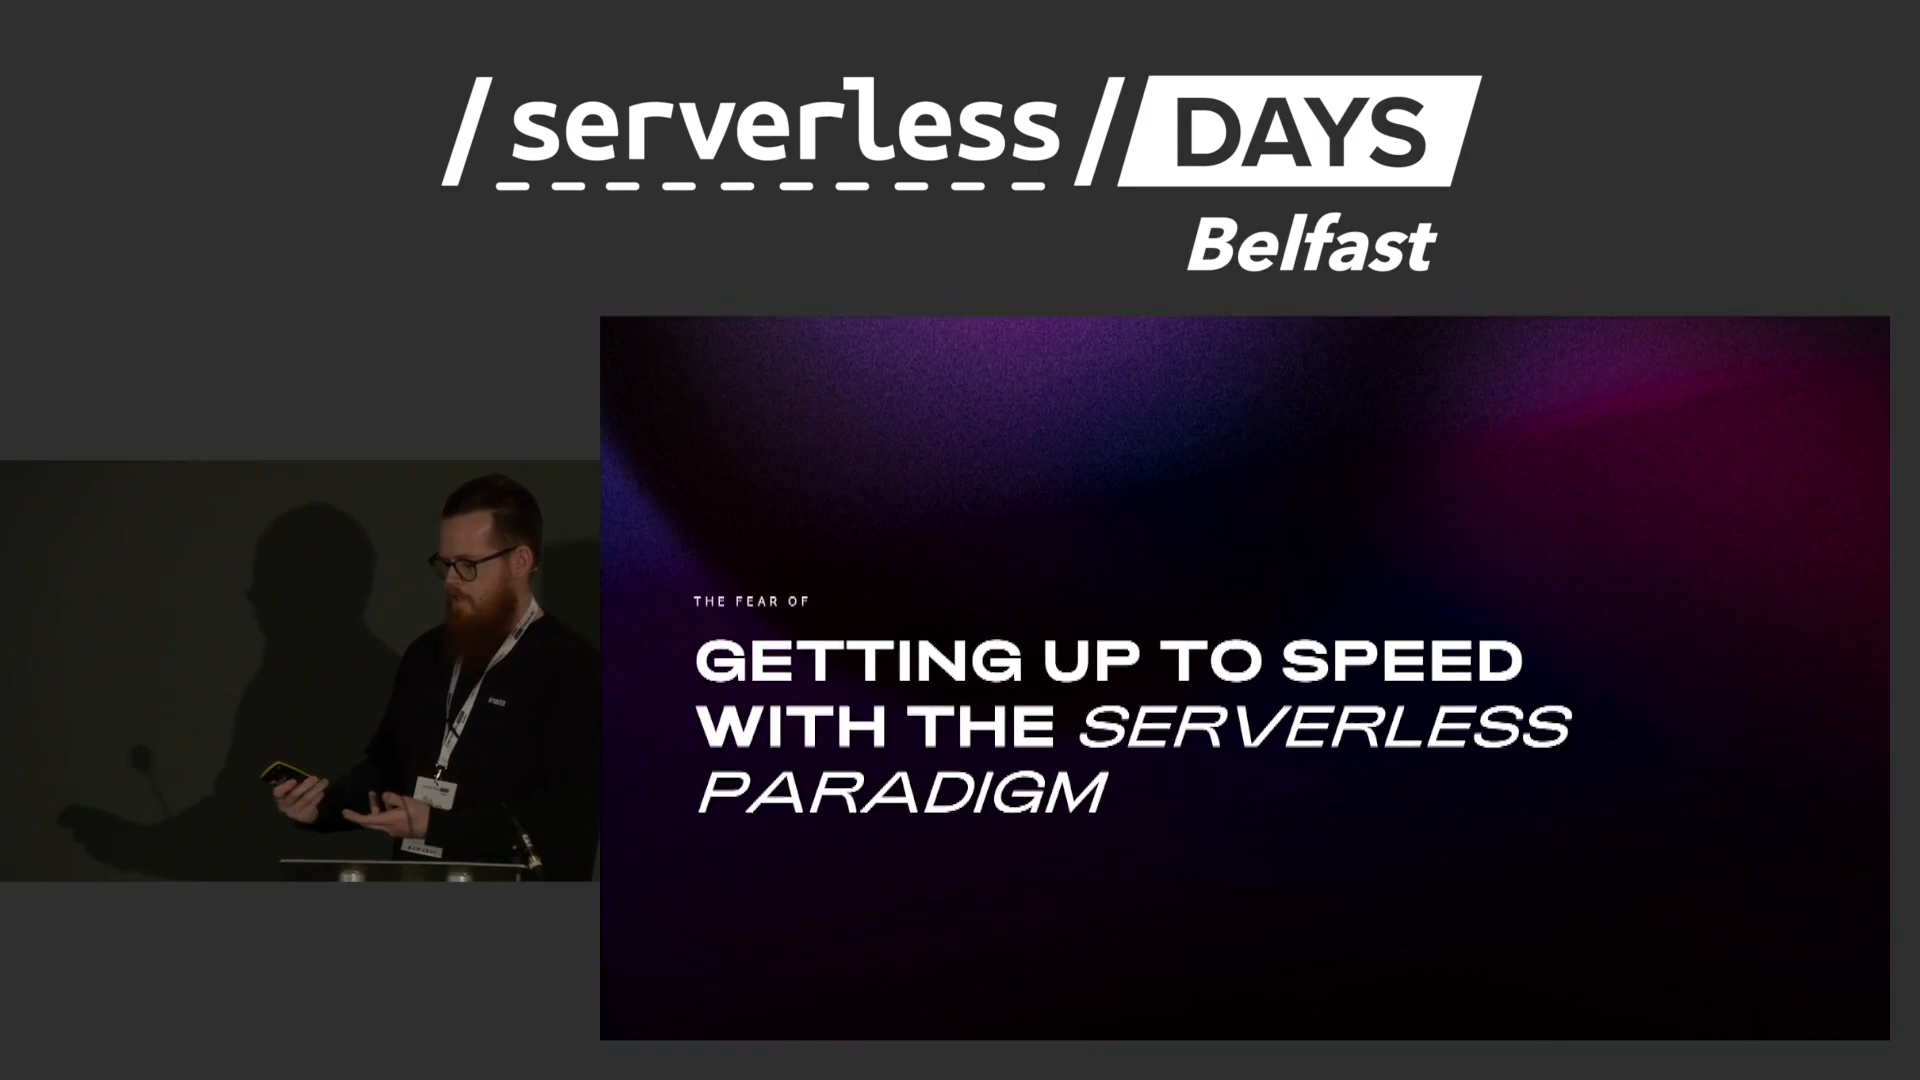 /serverless/DAYS
Belfast
THE FEAR OF
GETTING UP TO SPEED
WITH THE SERVERLESS
PARADIGM